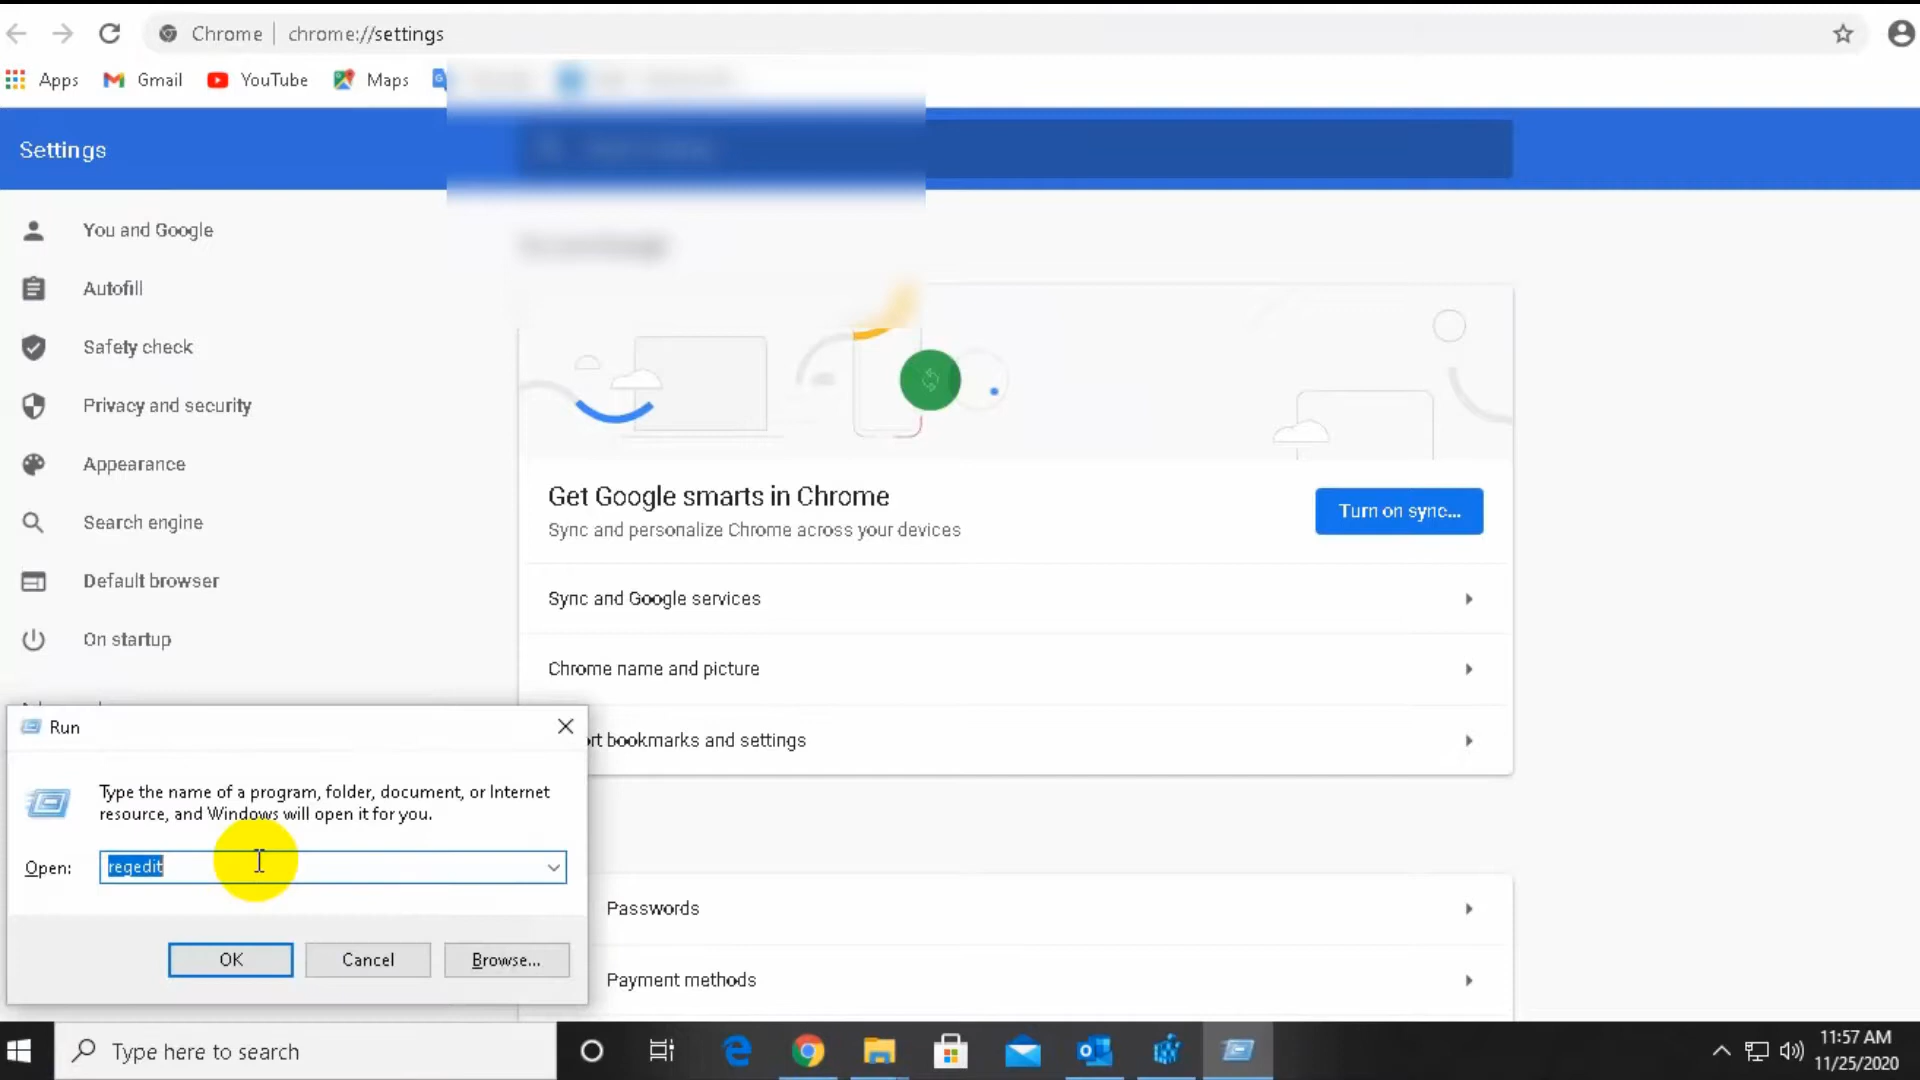 Chrome | chrome://settings
Apps Gmail YouTube Maps
Settings
You and Google
Autofill
Safety check
Privacy and security
Appearance
Search engine
Default browser
On startup
Get Google smarts in Chrome
Sync and personalize Chrome across your devices
Turn on sync...
Sync and Google services
Chrome name and picture
bookmarks and settings
Passwords
Payment methods
Run
Type the name of a program, folder, document, or Internet
resource, and Windows will open it for you.
Open: regedit
OK Cancel Browse...
Type here to search
11:57 AM
11/25/2020